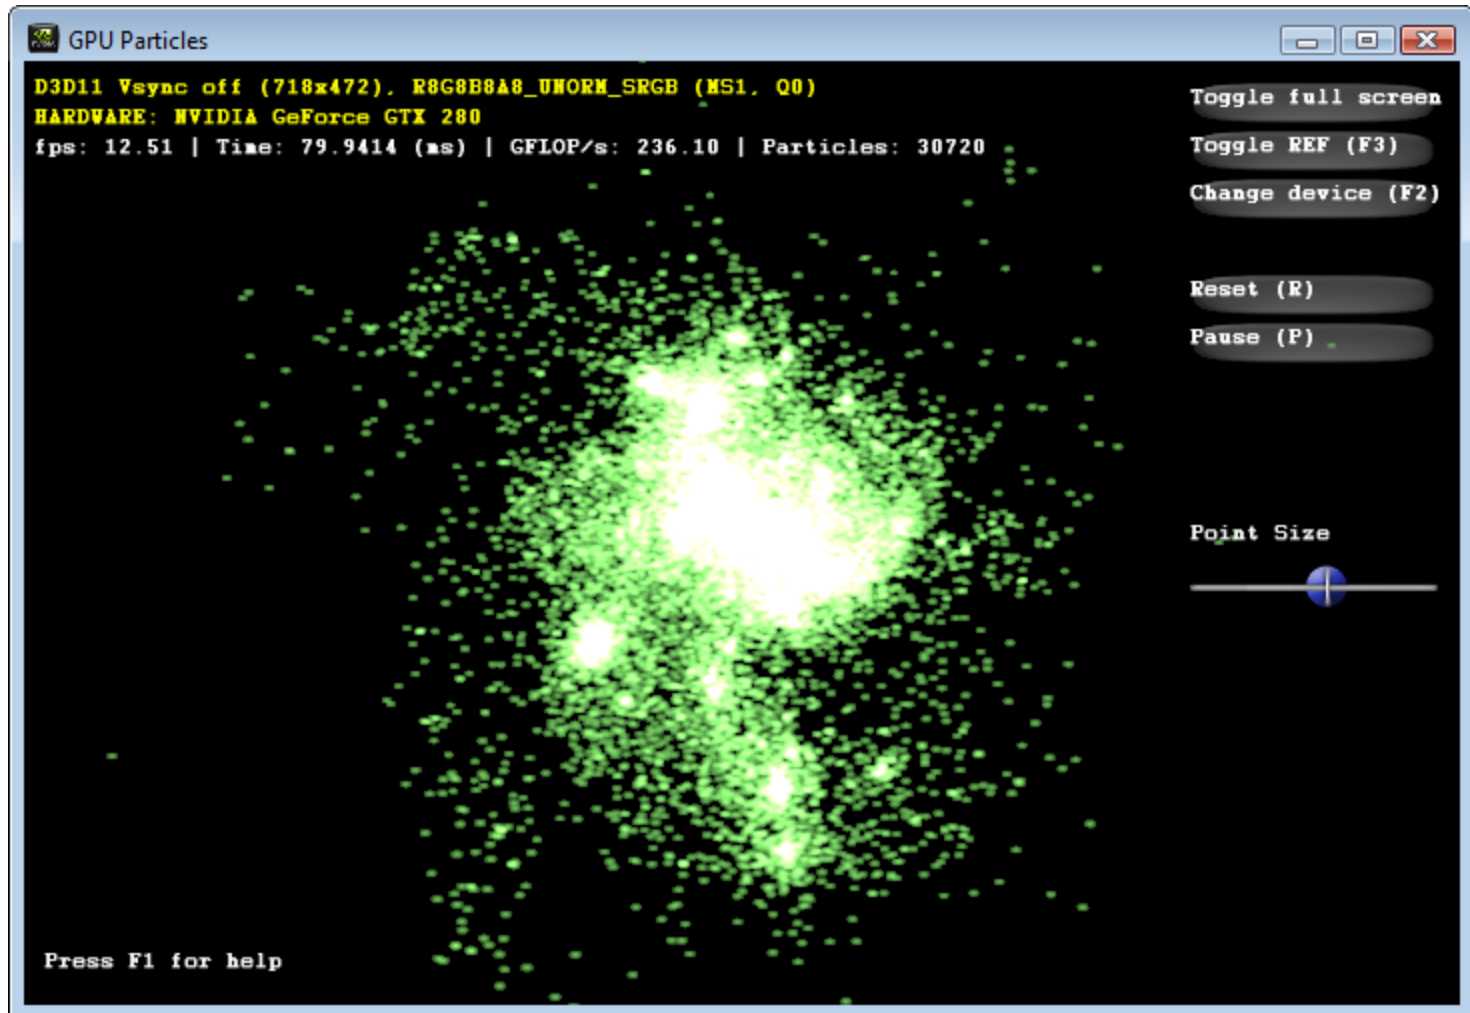 GPU Particles
D3D11 Vsync off (718x472), R8G8B8A8_UNORM_SRGB (MS1, Q0)
HARDWARE: NVIDIA GeForce GTX 280
fps: 12.51 | Time: 79.9414 (ms) | GFLOP/s: 236.10 | Particles: 30720
Toggle full screen
Toggle REF (F3)
Change device (F2)
Reset (R)
Pause (P)
Point Size
Press F1 for help